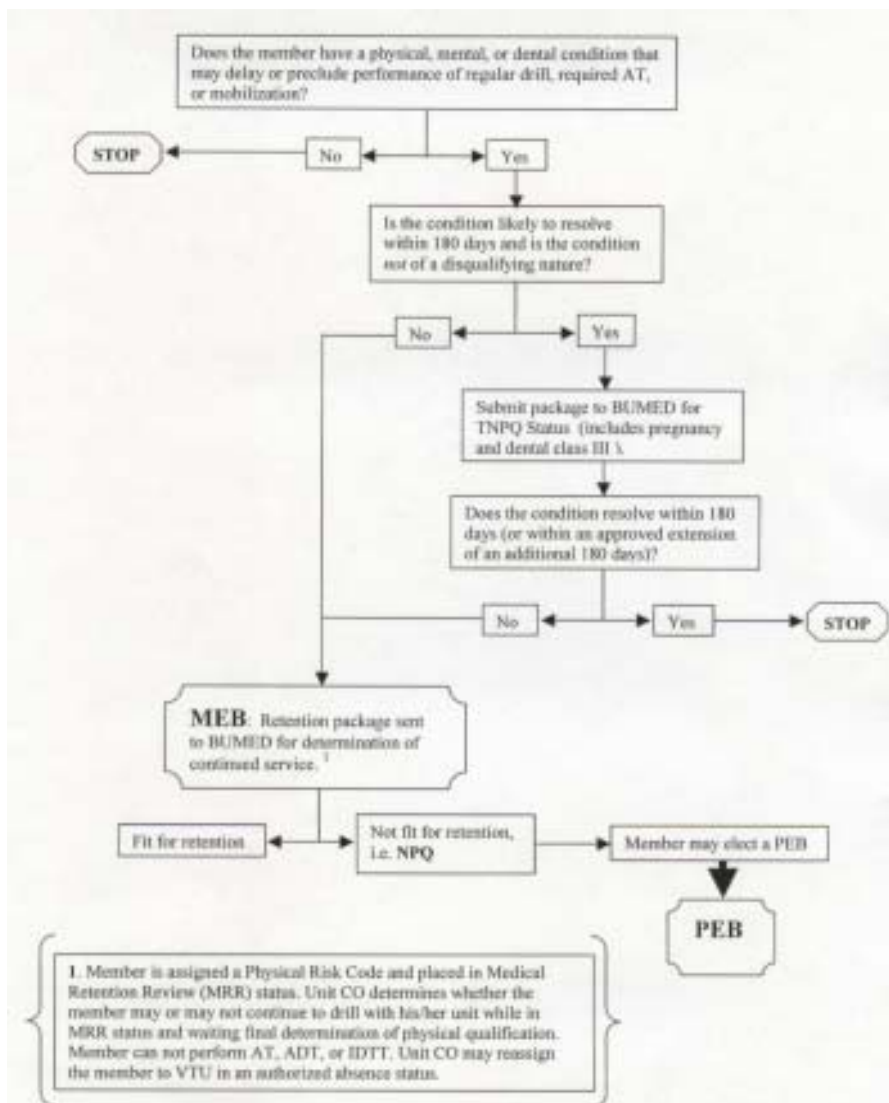 Does the member have a physical, mental, or dental condition that
may delay or preclude performance of regular drill, required AT,
or mobilization?
STOP
No
Yes
Is the condition likely to resolve
within 180 days and is the condition
not of a disqualifying nature?
No
Yes
Submit package to BUMED for
TNPQ Status (includes pregnancy
and dental class III ).
Does the condition resolve within 180
days (or within an approved extension
of an additional 180 days)?
No
Yes
STOP
MEB: Retention package sent
to BUMED for determination of
continued service. 1
Fit for retention
Not fit for retention,
i.e. NPQ
Member may elect a PEB
PEB
1. Member is assigned a Physical Risk Code and placed in Medical
Retention Review (MRR) status. Unit CO determines whether the
member may or may not continue to drill with his/her unit while in
MRR status and waiting final determination of physical qualification.
Member can not perform AT, ADT, or IDTT. Unit CO may reassign
the member to VTU in an authorized absence status.